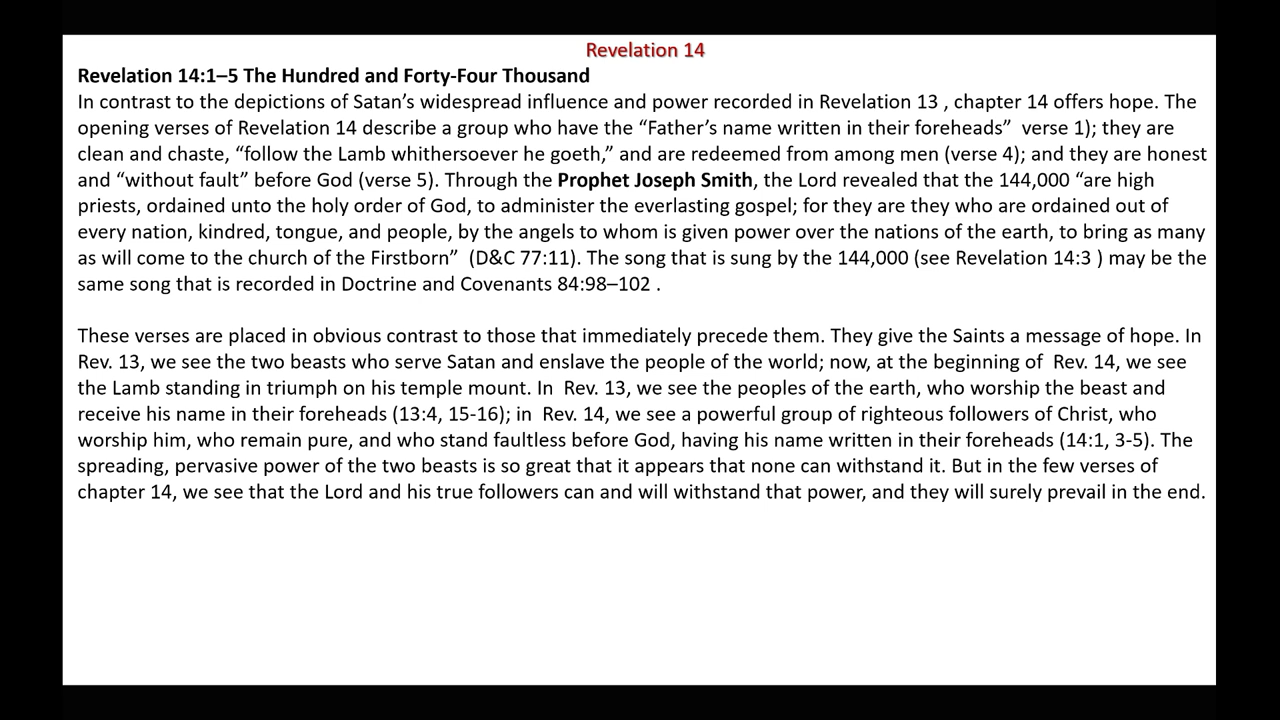 Revelation 14
Revelation 14:1–5 The Hundred and Forty-Four Thousand
In contrast to the depictions of Satan’s widespread influence and power recorded in Revelation 13 , chapter 14 offers hope. The
opening verses of Revelation 14 describe a group who have the “Father’s name written in their foreheads”  verse 1); they are
clean and chaste, “follow the Lamb whithersoever he goeth,” and are redeemed from among men (verse 4); and they are honest
and “without fault” before God (verse 5). Through the Prophet Joseph Smith, the Lord revealed that the 144,000 “are high
priests, ordained unto the holy order of God, to administer the everlasting gospel; for they are they who are ordained out of
every nation, kindred, tongue, and people, by the angels to whom is given power over the nations of the earth, to bring as many
as will come to the church of the Firstborn”  (D&C 77:11). The song that is sung by the 144,000 (see Revelation 14:3 ) may be the
same song that is recorded in Doctrine and Covenants 84:98–102 .
These verses are placed in obvious contrast to those that immediately precede them. They give the Saints a message of hope. In
Rev. 13, we see the two beasts who serve Satan and enslave the people of the world; now, at the beginning of  Rev. 14, we see
the Lamb standing in triumph on his temple mount. In  Rev. 13, we see the peoples of the earth, who worship the beast and
receive his name in their foreheads (13:4, 15-16); in  Rev. 14, we see a powerful group of righteous followers of Christ, who
worship him, who remain pure, and who stand faultless before God, having his name written in their foreheads (14:1, 3-5). The
spreading, pervasive power of the two beasts is so great that it appears that none can withstand it. But in the few verses of
chapter 14, we see that the Lord and his true followers can and will withstand that power, and they will surely prevail in the end.